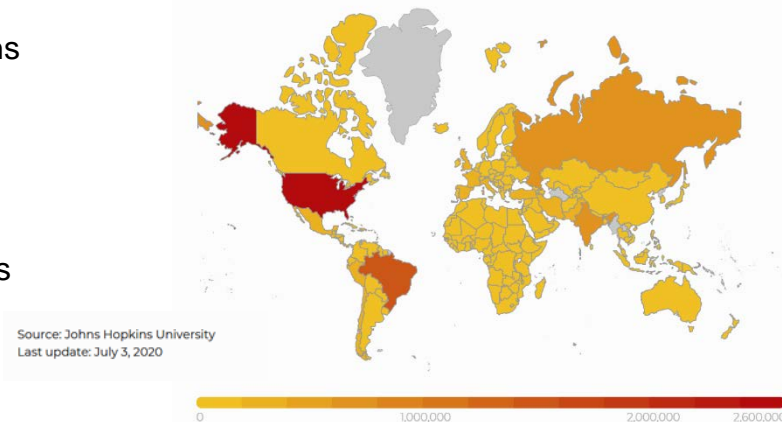 ns
s
Source: Johns Hopkins University
Last update: July 3, 2020
0 1,000,000 2,000,000 2,600,000